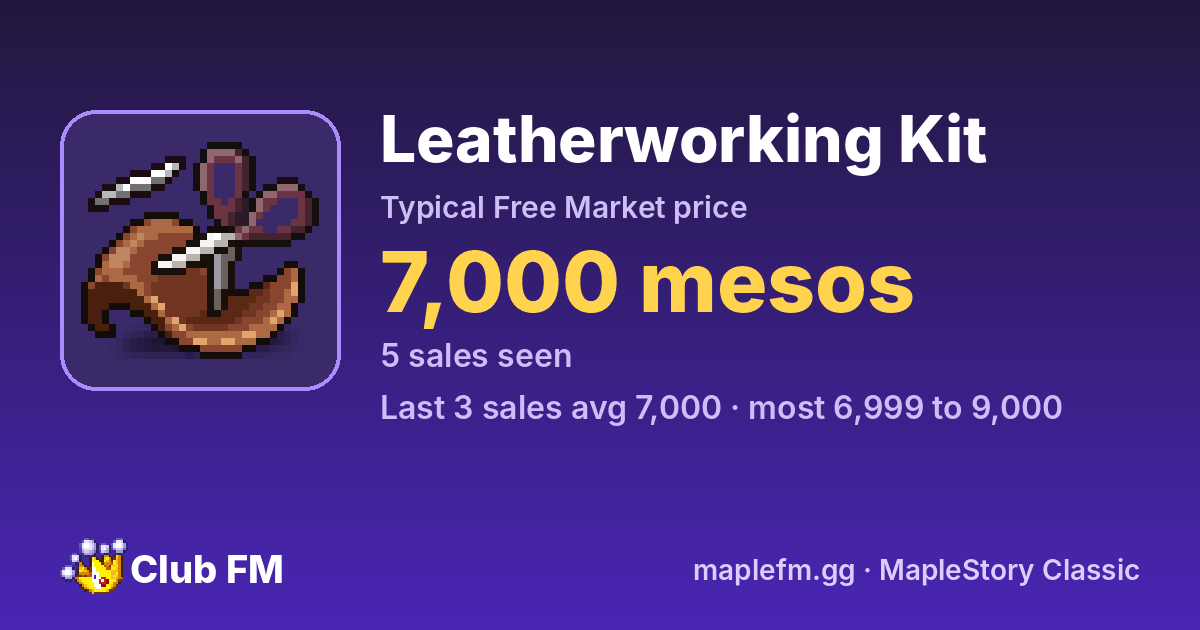 Leatherworking Kit
Typical Free Market price
7,000 mesos
5 sales seen
Last 3 sales avg 7,000 · most 6,999 to 9,000
Club FM
maplefm.gg · MapleStory Classic